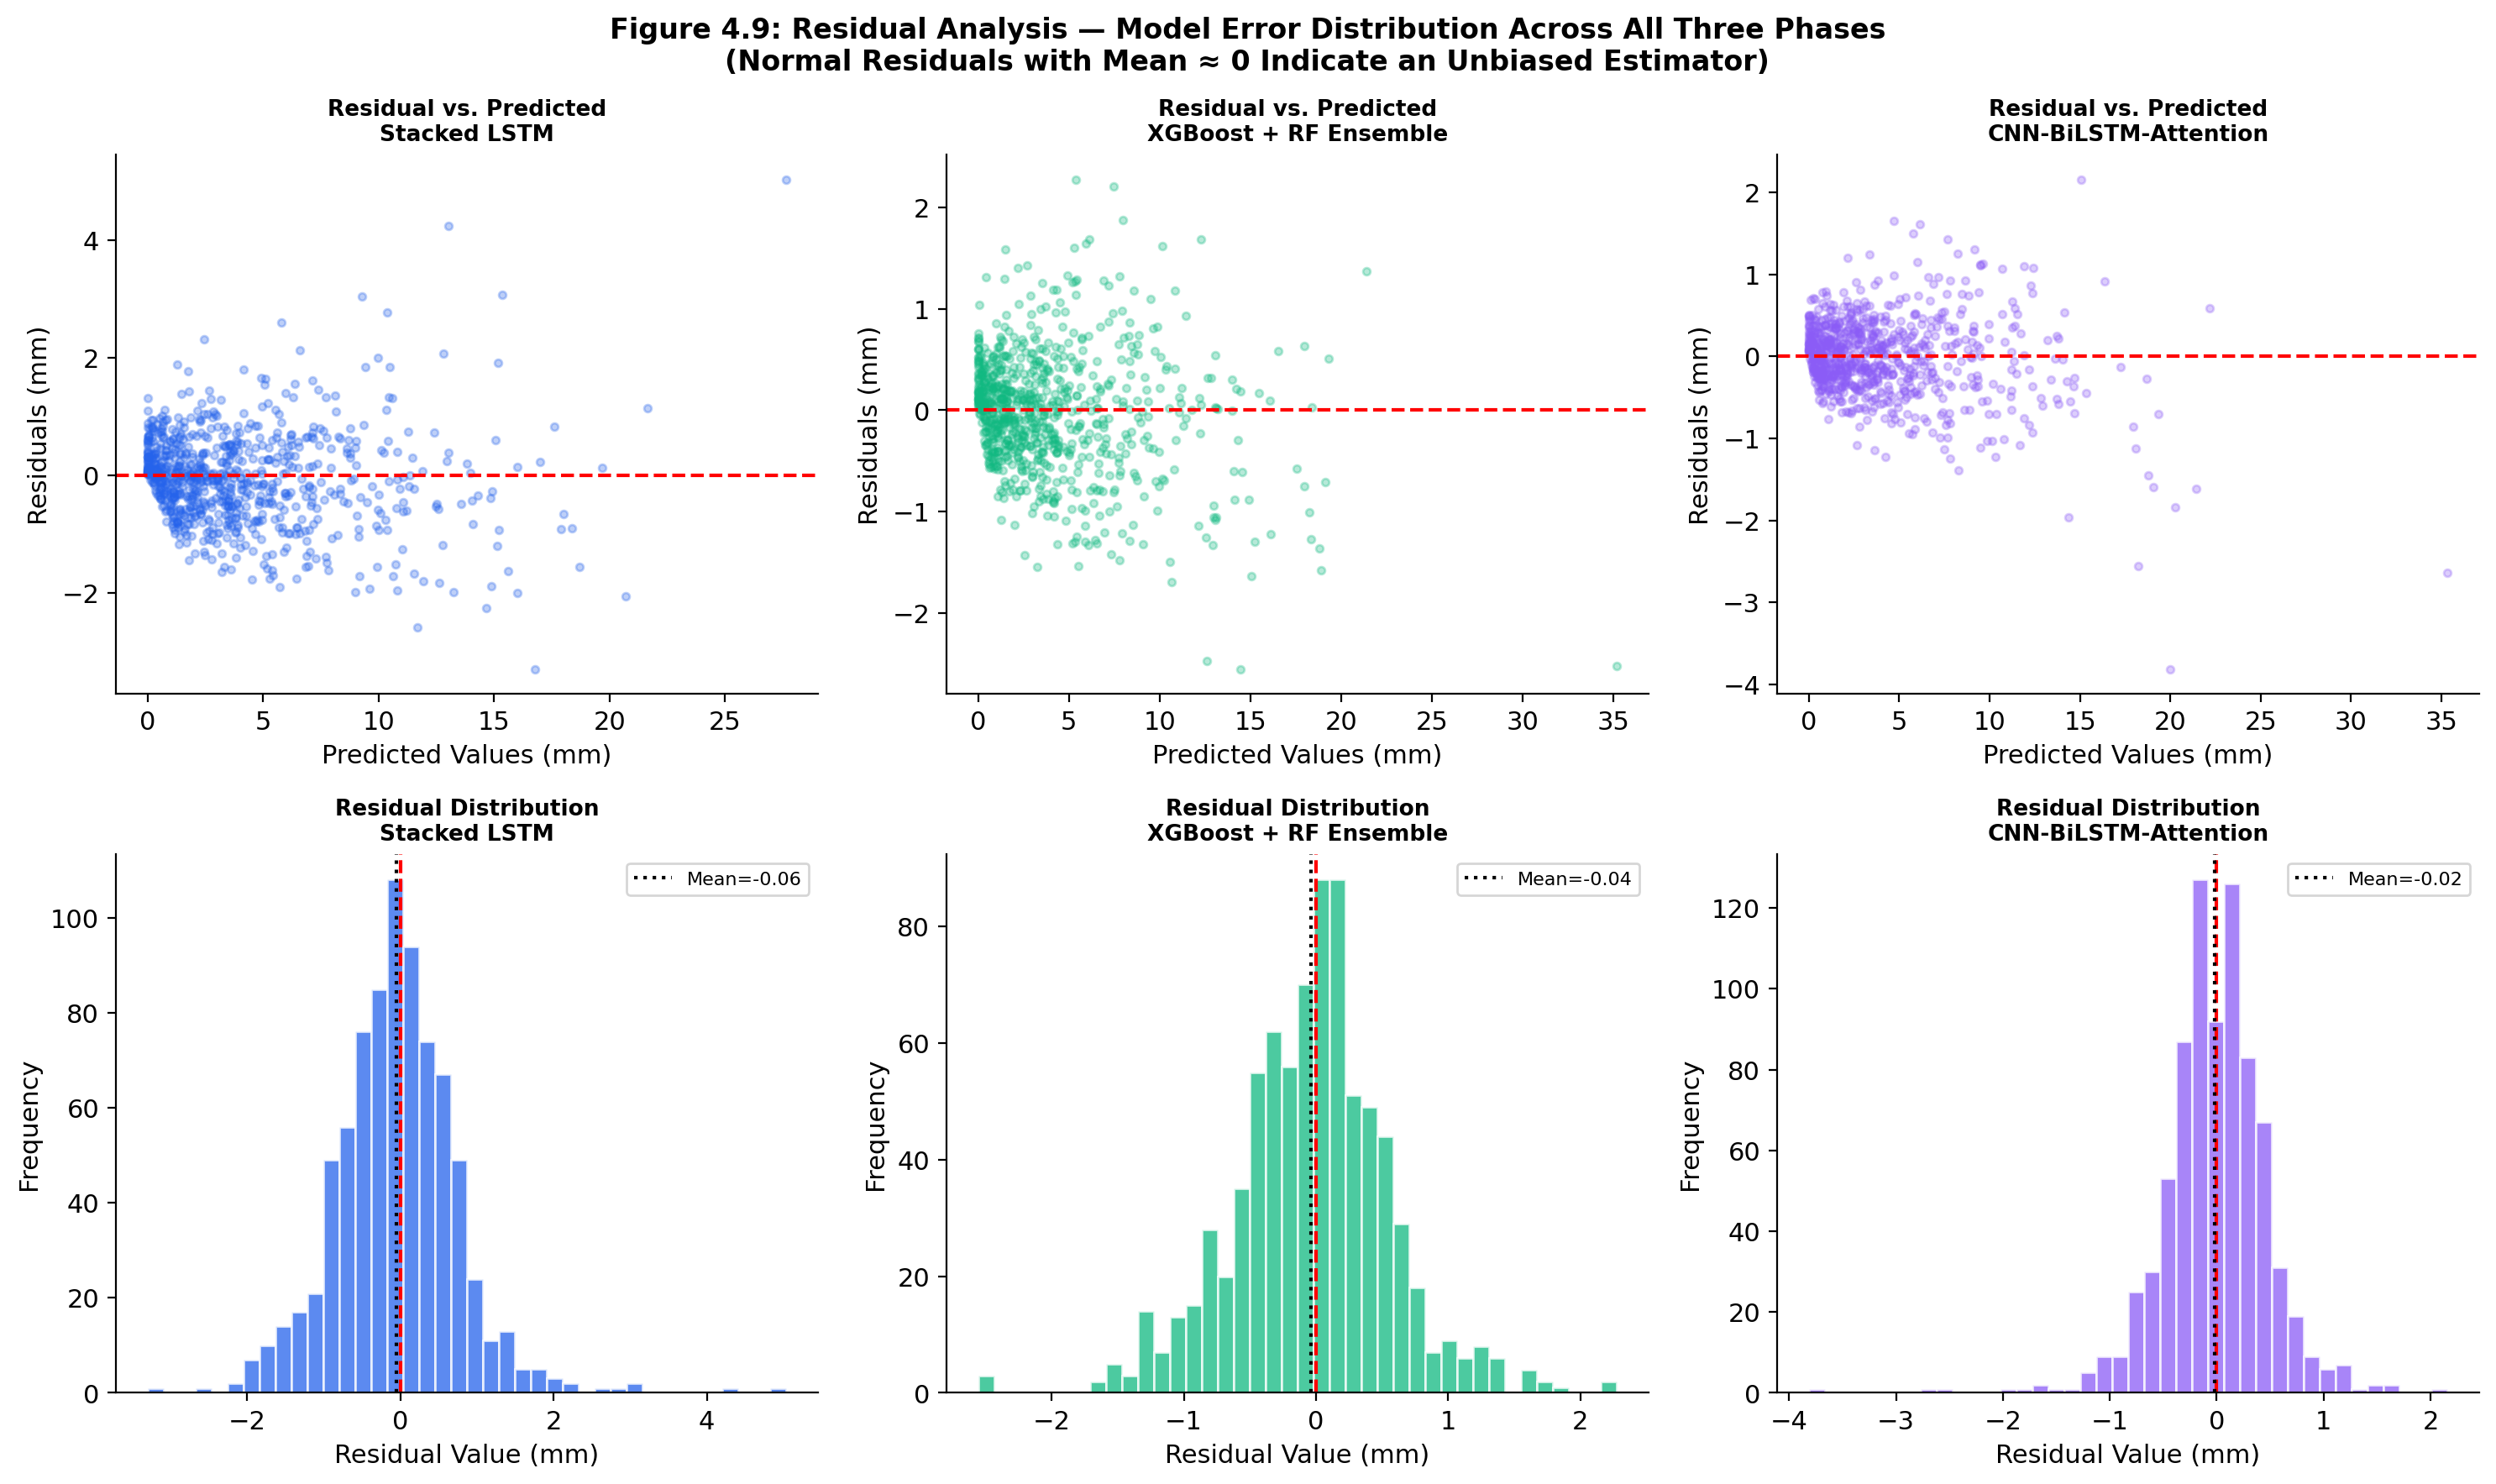 Figure 4.9: Residual Analysis — Model Error Distribution Across All Three Phases
(Normal Residuals with Mean ≈ 0 Indicate an Unbiased Estimator)
Residual vs. Predicted
Stacked LSTM
Residuals (mm)
4
2
0
−2
0 5 10 15 20 25
Predicted Values (mm)
Residual vs. Predicted
XGBoost + RF Ensemble
Residuals (mm)
2
1
0
−1
−2
0 5 10 15 20 25 30 35
Predicted Values (mm)
Residual vs. Predicted
CNN-BiLSTM-Attention
Residuals (mm)
2
1
0
−1
−2
−3
−4
0 5 10 15 20 25 30 35
Predicted Values (mm)
Residual Distribution
Stacked LSTM
Mean=-0.06
Frequency
100
80
60
40
20
0
−2 0 2 4
Residual Value (mm)
Residual Distribution
XGBoost + RF Ensemble
Mean=-0.04
Frequency
80
60
40
20
0
−2 −1 0 1 2
Residual Value (mm)
Residual Distribution
CNN-BiLSTM-Attention
Mean=-0.02
Frequency
120
100
80
60
40
20
0
−4 −3 −2 −1 0 1 2
Residual Value (mm)